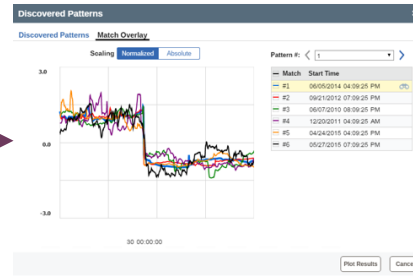 Discovered Patterns
Discovered Patterns Match Overlay
Scaling Normalized Absolute
Pattern #: 1
Match Start Time
#1 06/05/2014 04:09:25 PM
#2 09/21/2012 07:09:25 PM
#3 06/07/2010 08:09:25 PM
#4 12/20/2011 04:09:25 AM
#5 04/24/2015 04:09:25 PM
#6 05/27/2015 07:09:25 PM
3.0
0.0
-3.0
30 00:00:00
Plot Results Cance